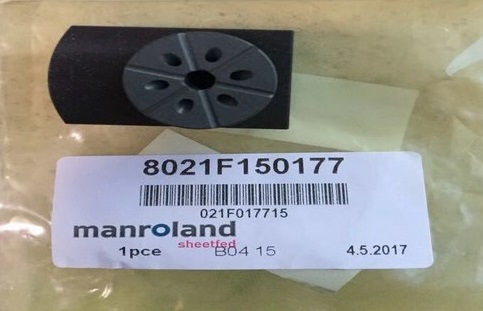 8021F150177
021F017715
manroland
sheetfed
1pce B04 15 4.5.2017